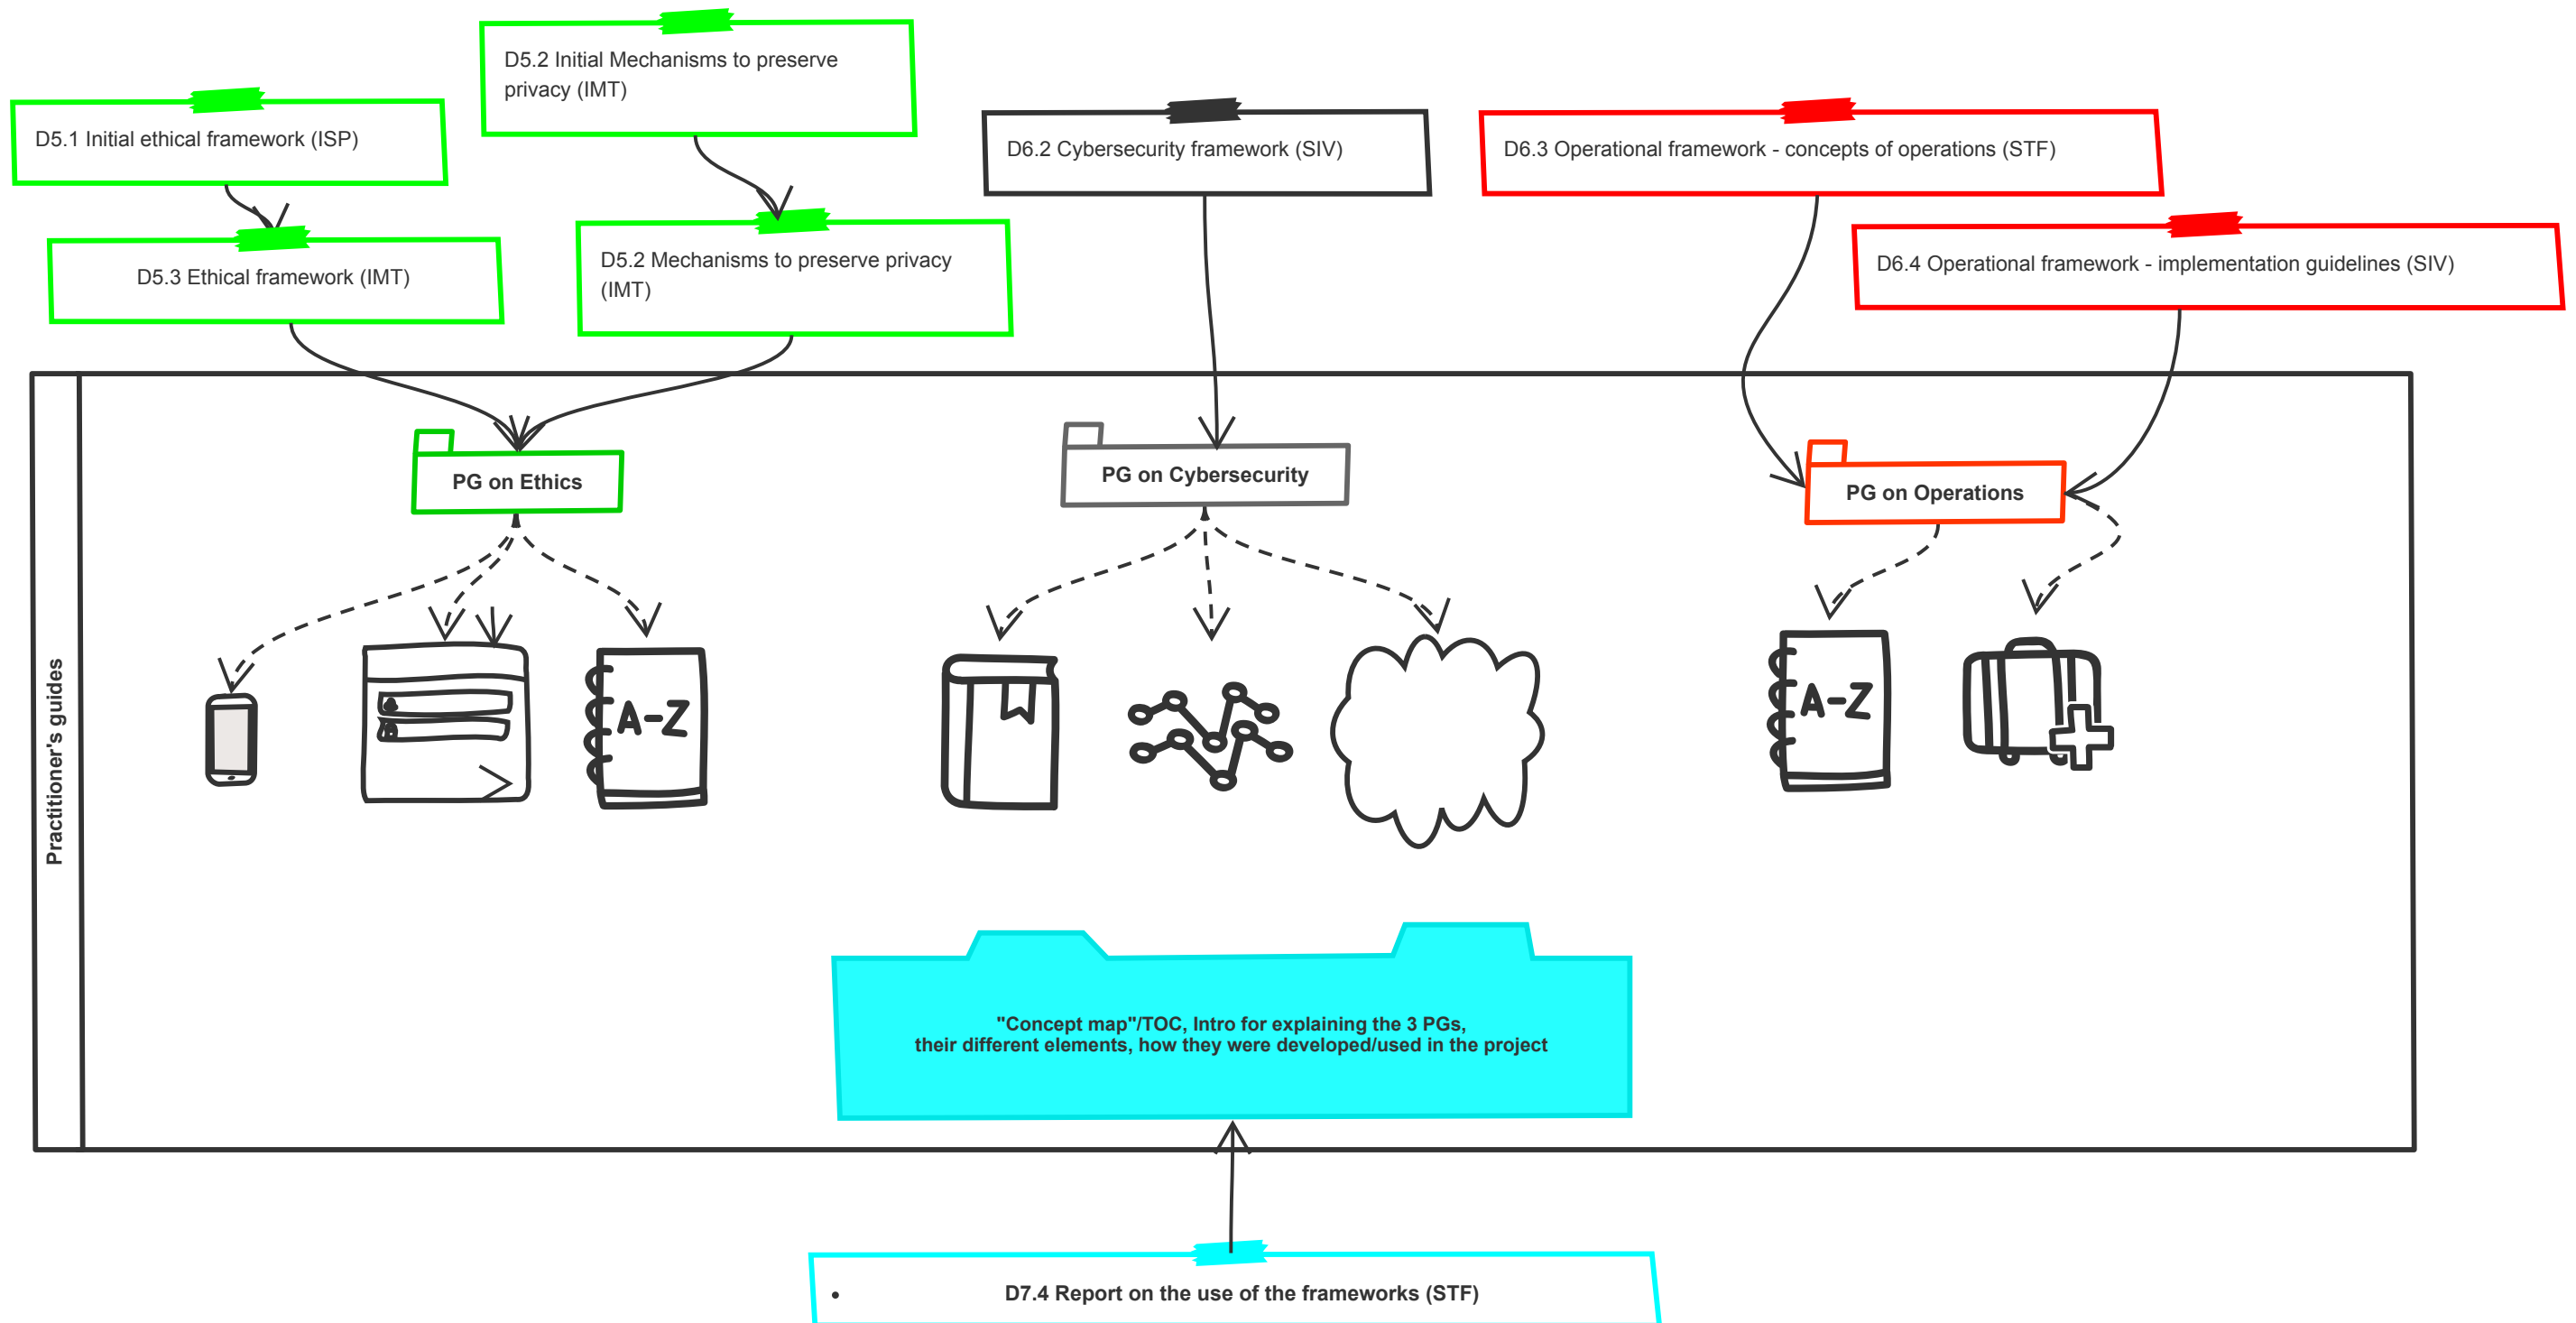 D5.2 Initial Mechanisms to preserve
privacy (IMT)
D5.1 Initial ethical framework (ISP)
D6.2 Cybersecurity framework (SIV)
D6.3 Operational framework - concepts of operations (STF)
D5.3 Ethical framework (IMT)
D5.2 Mechanisms to preserve privacy
(IMT)
D6.4 Operational framework - implementation guidelines (SIV)
Practitioner's guides
PG on Ethics
PG on Cybersecurity
PG on Operations
A
B
A-Z
A-Z
"Concept map"/TOC, Intro for explaining the 3 PGs,
their different elements, how they were developed/used in the project
• D7.4 Report on the use of the frameworks (STF)